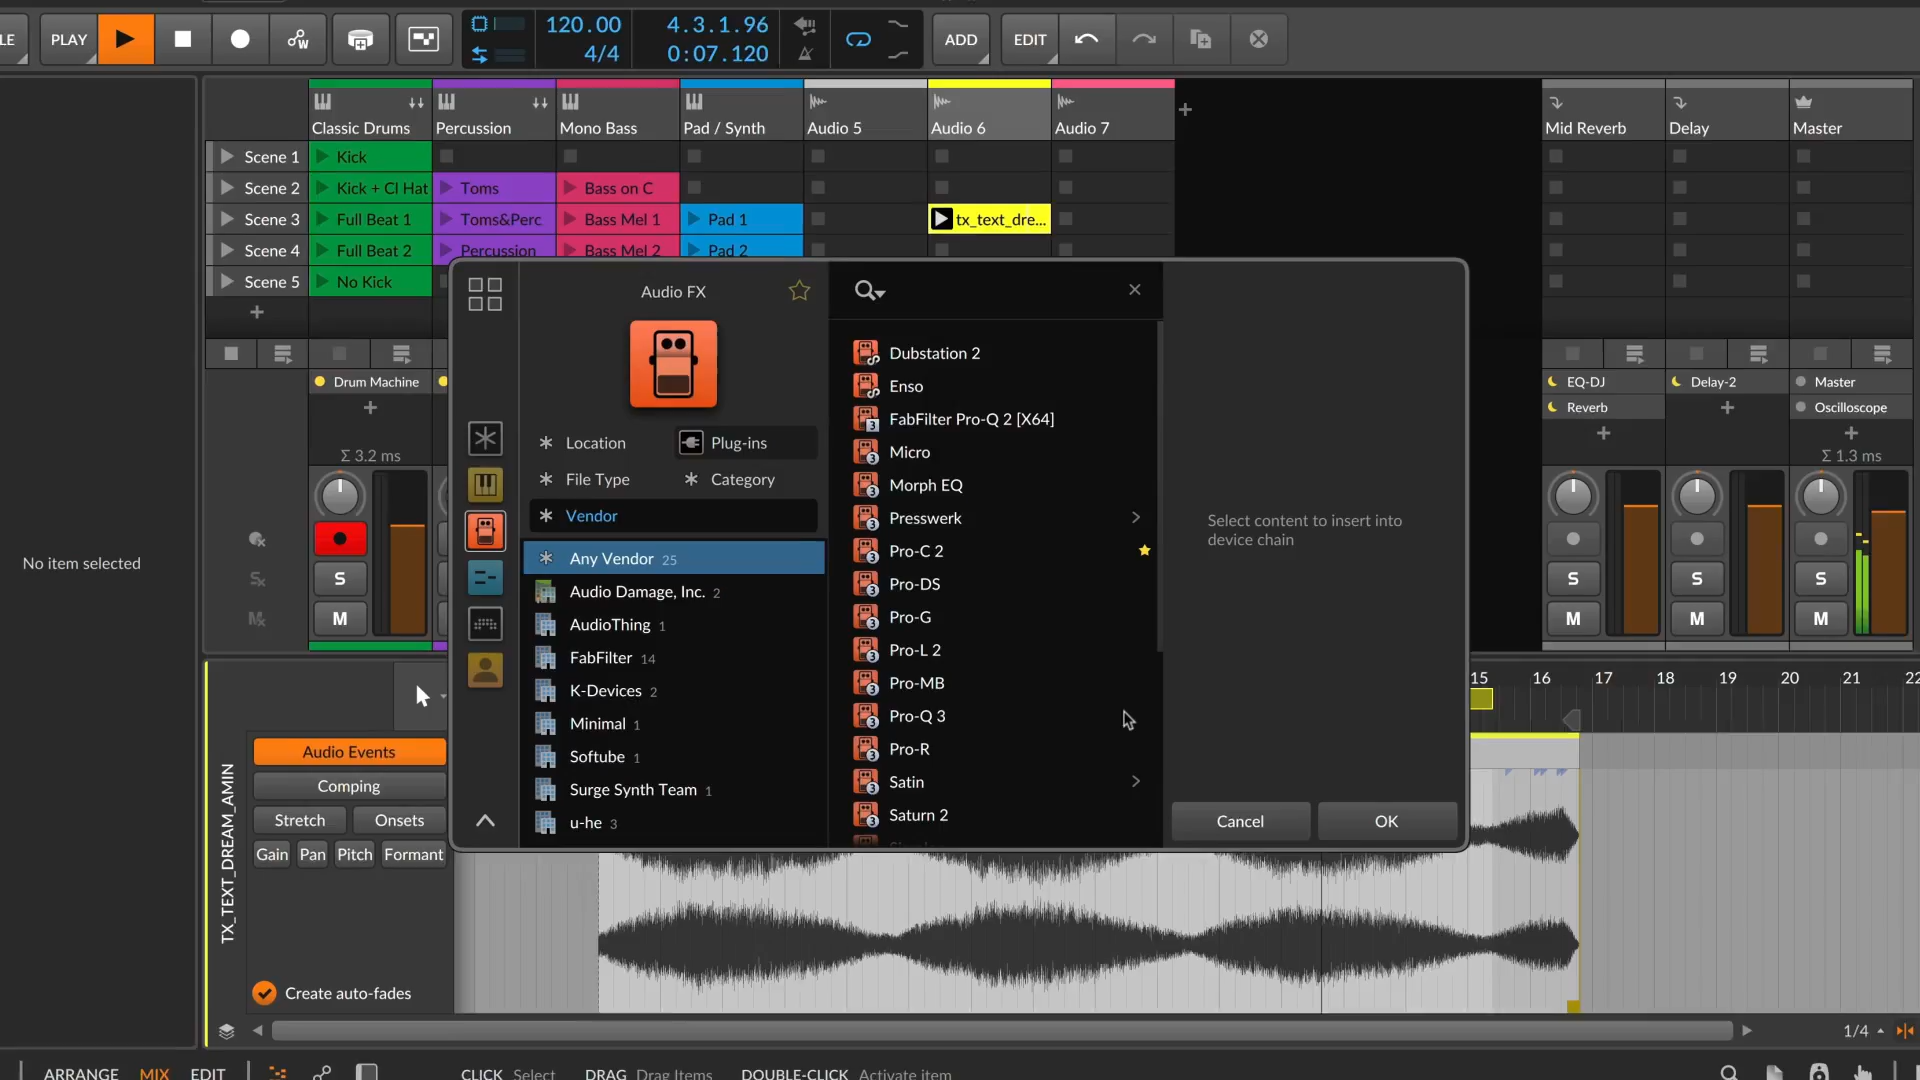 LE
PLAY
120.00
4/4
4.3.1.96
0:07.120
ADD
EDIT
Classic Drums
Percussion
Mono Bass
Pad / Synth
Audio 5
Audio 6
Audio 7
Mid Reverb
Delay
Master
Scene 1
Kick
Scene 2
Kick + Cl Hat
Toms
Bass on C
Scene 3
Full Beat 1
Toms&Perc
Bass Mel 1
Pad 1
tx_text_dre...
Scene 4
Full Beat 2
Percussion
Bass Mel 2
Pad 2
Scene 5
No Kick
Drum Machine
Σ 3.2 ms
S
M
EQ-DJ
Reverb
Delay-2
Master
Oscilloscope
Σ 1.3 ms
S
M
S
M
S
M
No item selected
Audio FX
Location
Plug-ins
File Type
Category
Vendor
Any Vendor 25
Audio Damage, Inc. 2
AudioThing 1
FabFilter 14
K-Devices 2
Minimal 1
Softube 1
Surge Synth Team 1
u-he 3
Dubstation 2
Enso
FabFilter Pro-Q 2 [X64]
Micro
Morph EQ
Presswerk
Pro-C 2
Pro-DS
Pro-G
Pro-L 2
Pro-MB
Pro-Q 3
Pro-R
Satin
Saturn 2
Select content to insert into
device chain
Cancel
OK
15 16 17 18 19 20 21 22
TX_TEXT_DREAM_AMIN
Audio Events
Comping
Stretch
Onsets
Gain
Pan
Pitch
Formant
Create auto-fades
1/4
ARRANGE
MIX
EDIT
CLICK Select
DRAG Drag Items
DOUBLE-CLICK Activate item